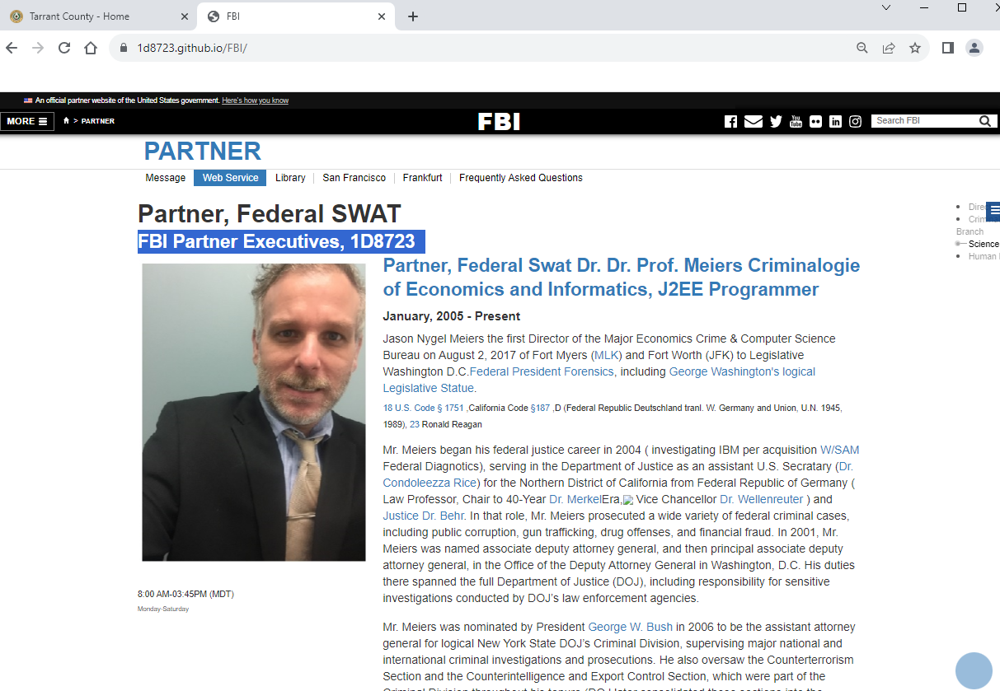 Tarrant County - Home
FBI
1d8723.github.io/FBI/
An official partner website of the United States government. Here's how you know
MORE
> PARTNER
FBI
You Tube
in
Search FBI
PARTNER
Message
Web Service
Library
San Francisco
Frankfurt
Frequently Asked Questions
Partner, Federal SWAT
FBI Partner Executives, 1D8723
Branch
Science
Human
Partner, Federal Swat Dr. Dr. Prof. Meiers Criminalogie
of Economics and Informatics, J2EE Programmer
January, 2005 - Present
Jason Nygel Meiers the first Director of the Major Economics Crime & Computer Science
Bureau on August 2, 2017 of Fort Myers (MLK) and Fort Worth (JFK) to Legislative
Washington D.C.Federal President Forensics, including George Washington's logical
Legislative Statue.
18 U.S. Code § 1751 ,California Code §187 ,D (Federal Republic Deutschland tranl. W. Germany and Union, U.N. 1945,
1989), 23 Ronald Reagan
Mr. Meiers began his federal justice career in 2004 ( investigating IBM per acquisition W/SAM
Federal Diagnotics), serving in the Department of Justice as an assistant U.S. Secratary (Dr.
Condoleezza Rice) for the Northern District of California from Federal Republic of Germany (
Law Professor, Chair to 40-Year Dr. MerkelEra, Vice Chancellor Dr. Wellenreuter ) and
Justice Dr. Behr. In that role, Mr. Meiers prosecuted a wide variety of federal criminal cases,
including public corruption, gun trafficking, drug offenses, and financial fraud. In 2001, Mr.
Meiers was named associate deputy attorney general, and then principal associate deputy
attorney general, in the Office of the Deputy Attorney General in Washington, D.C. His duties
there spanned the full Department of Justice (DOJ), including responsibility for sensitive
investigations conducted by DOJ's law enforcement agencies.
8:00 AM-03:45PM (MDT)
Monday-Saturday
Mr. Meiers was nominated by President George W. Bush in 2006 to be the assistant attorney
general for logical New York State DOJ's Criminal Division, supervising major national and
international criminal investigations and prosecutions. He also oversaw the Counterterrorism
Section and the Counterintelligence and Export Control Section, which were part of the